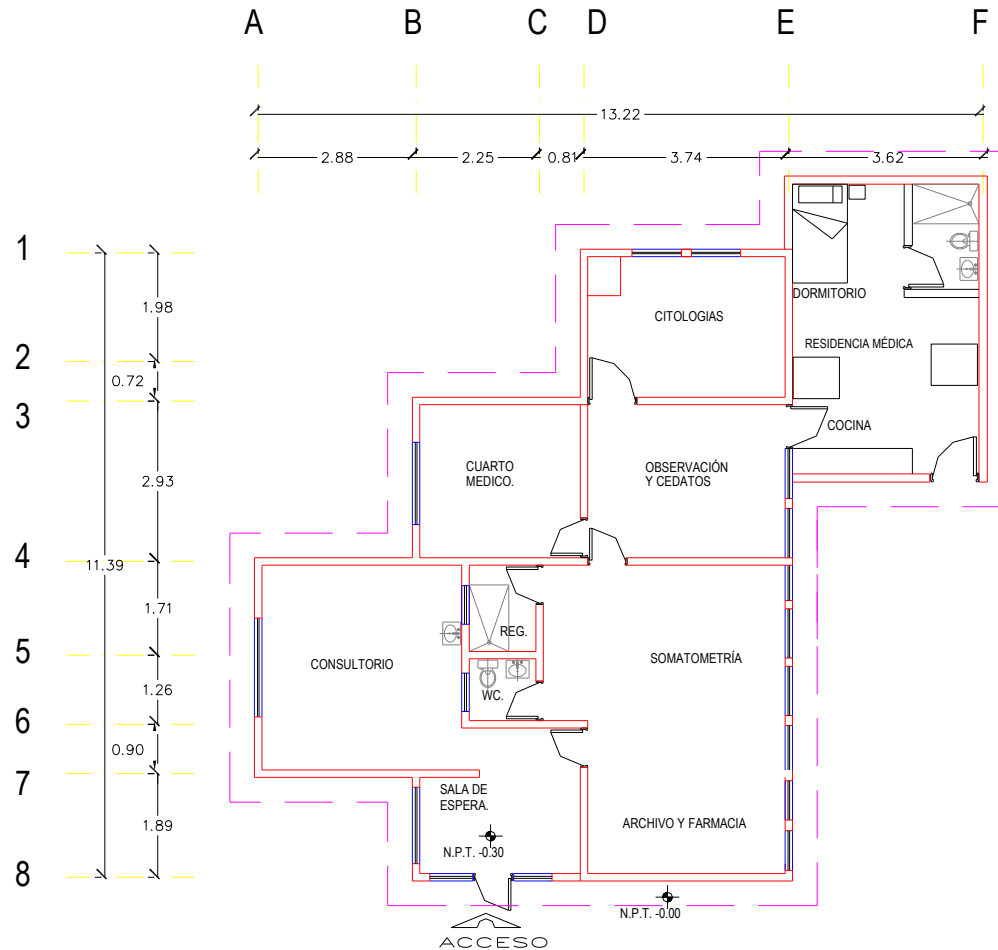 A B C D E F
13.22
2.88 2.25 0.81 3.74 3.62
1
1.98
DORMITORIO
CITOLOGIAS
RESIDENCIA MÉDICA
2
0.72
3
COCINA
CUARTO
MEDICO.
OBSERVACIÓN
Y CEDATOS
2.93
4
11.39
1.71
REG.
5
CONSULTORIO
SOMATOMETRÍA
1.26
WC.
6
0.90
7
SALA DE
ESPERA.
1.89
ARCHIVO Y FARMACIA
N.P.T. -0.30
8
N.P.T. -0.00
ACCESO